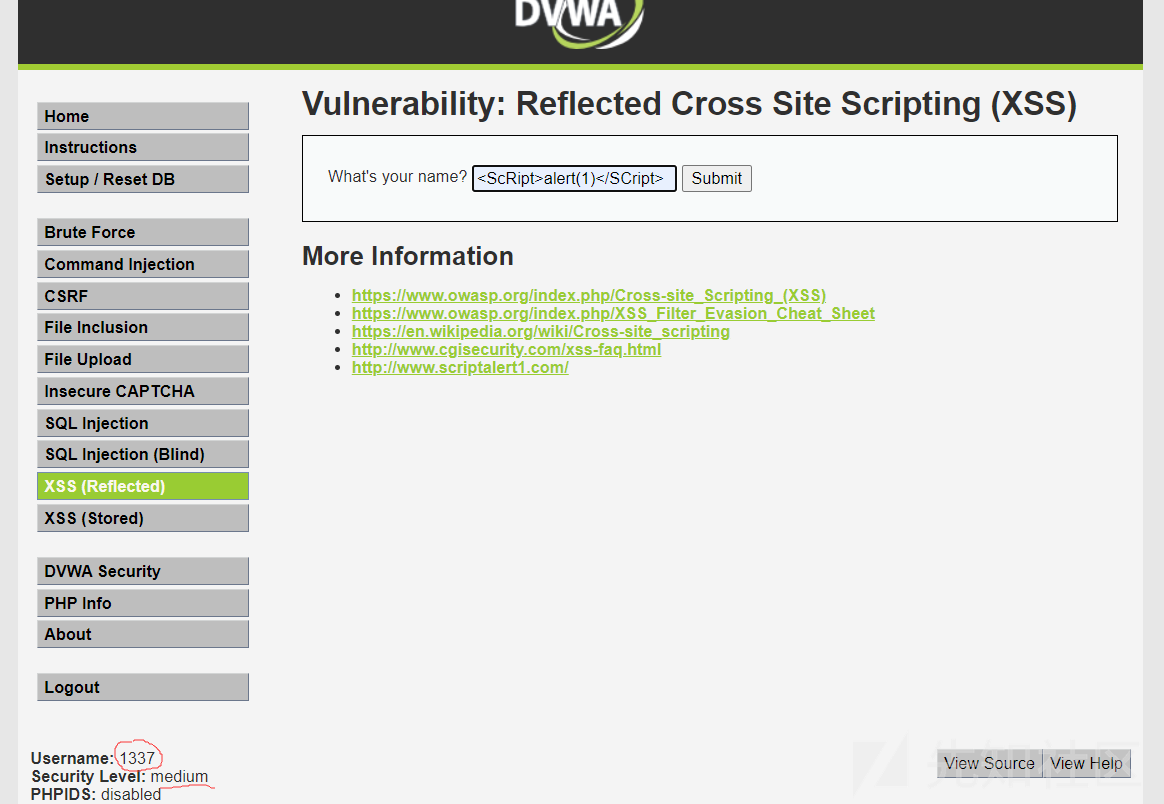 DVWA
Vulnerability: Reflected Cross Site Scripting (XSS)
Home
Instructions
Setup / Reset DB
Brute Force
Command Injection
CSRF
File Inclusion
File Upload
Insecure CAPTCHA
SQL Injection
SQL Injection (Blind)
XSS (Reflected)
XSS (Stored)
DVWA Security
PHP Info
About
Logout
What's your name? <ScRipt>alert(1)</SCript> Submit
More Information
https://www.owasp.org/index.php/Cross-site_Scripting_(XSS)
https://www.owasp.org/index.php/XSS_Filter_Evasion_Cheat_Sheet
https://en.wikipedia.org/wiki/Cross-site_scripting
http://www.cgisecurity.com/xss-faq.html
http://www.scriptalert1.com/
Username: 1337
Security Level: medium
PHPIDS: disabled
View Source View Help
先知社区